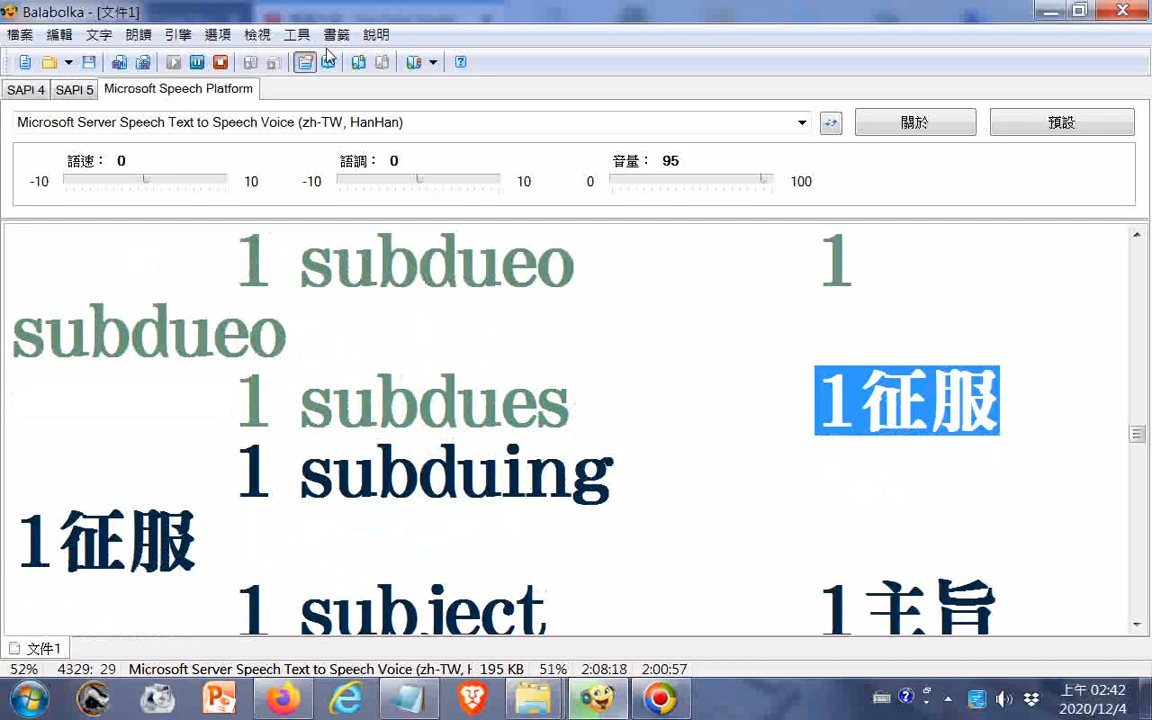 Balabolka - [文件1]
檔案 編輯 文字 朗讀 引擎 選項 檢視 工具 書籤 說明
SAPI 4 SAPI 5 Microsoft Speech Platform
Microsoft Server Speech Text to Speech Voice (zh-TW, HanHan) 關於 預設
語速： 0 語調： 0 音量： 95
-10 10 -10 10 0 100
1 subdueo 1
subdueo
1 subdues 1征服
1 subduing
1征服
1 subject 1主旨
文件1
52% 4329: 29 Microsoft Server Speech Text to Speech Voice (zh-TW, H 195 KB 51% 2:08:18 2:00:57
上午 02:42
2020/12/4